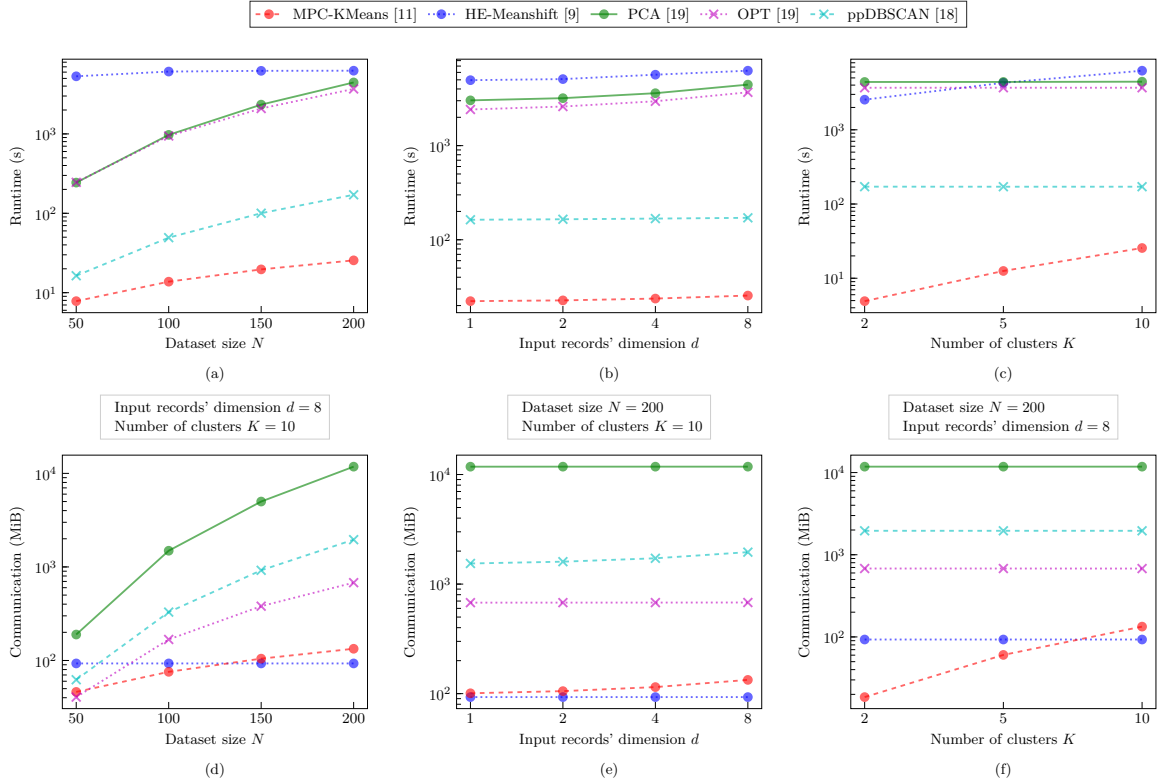 MPC-KMeans [11] HE-Meanshift [9] PCA [19] OPT [19] ppDBSCAN [18]
Runtime (s)
10^3
10^2
10^1
50 100 150 200
Dataset size N
(a)
Runtime (s)
10^3
10^2
1 2 4 8
Input records' dimension d
(b)
Runtime (s)
10^3
10^2
10^1
2 5 10
Number of clusters K
(c)
Input records' dimension d = 8
Number of clusters K = 10
Dataset size N = 200
Number of clusters K = 10
Dataset size N = 200
Input records' dimension d = 8
Communication (MiB)
10^4
10^3
10^2
50 100 150 200
Dataset size N
(d)
Communication (MiB)
10^4
10^3
10^2
1 2 4 8
Input records' dimension d
(e)
Communication (MiB)
10^4
10^3
10^2
2 5 10
Number of clusters K
(f)